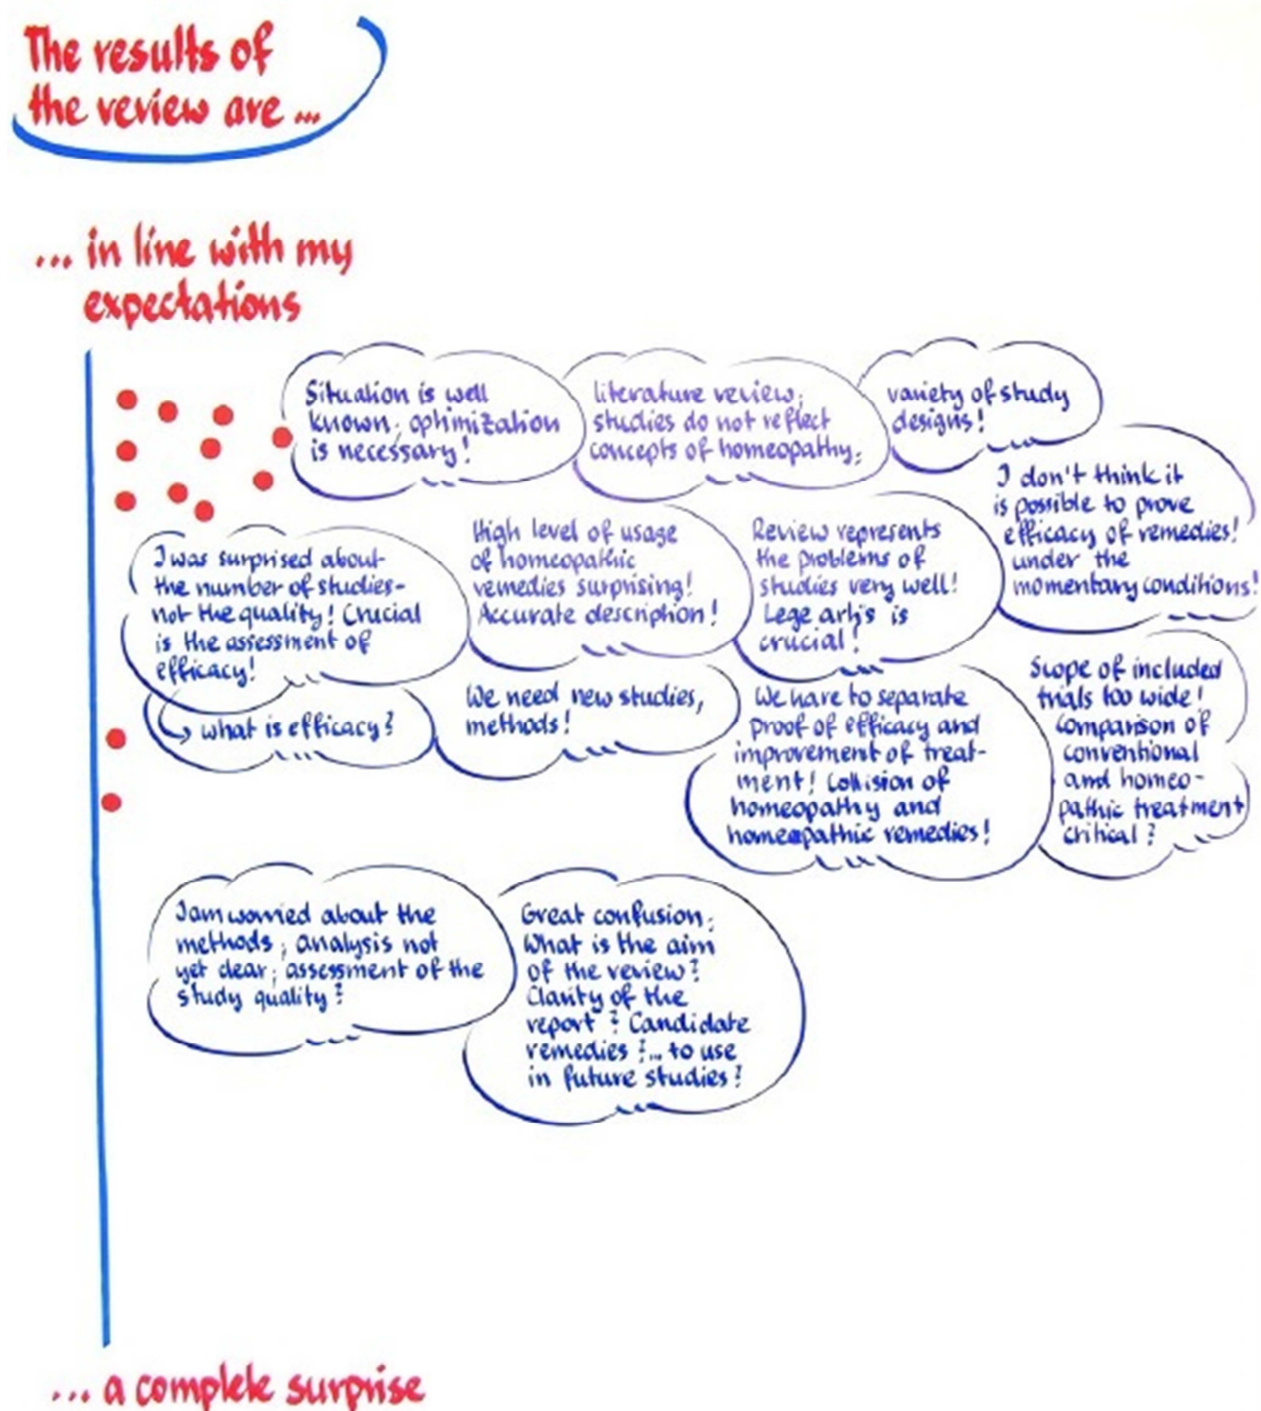 The results of
the review are ...
... in line with my
expectations
Situation is well
known; optimization
is necessary!
literature review;
studies do not reflect
concepts of homeopathy;
variety of study
designs!
I don't think it
is possible to prove
efficacy of remedies!
under the
momentary conditions!
I was surprised about
the number of studies-
not the quality! Crucial
is the assessment of
efficacy!
what is efficacy?
High level of usage
of homeopathic
remedies surprising!
Accurate description!
Review represents
the problems of
studies very well!
Lege artis is
crucial!
We need new studies,
methods!
We have to separate
proof of efficacy and
improvement of treat-
ment! Collision of
homeopathy and
homeopathic remedies!
Scope of included
trials too wide!
Comparison of
conventional
and homeo-
pathic treatment
critical?
I am worried about the
methods; analysis not
yet clear; assessment of the
study quality?
Great confusion;
What is the aim
of the review?
Clarity of the
report? Candidate
remedies?... to use
in future studies?
... a complete surprise